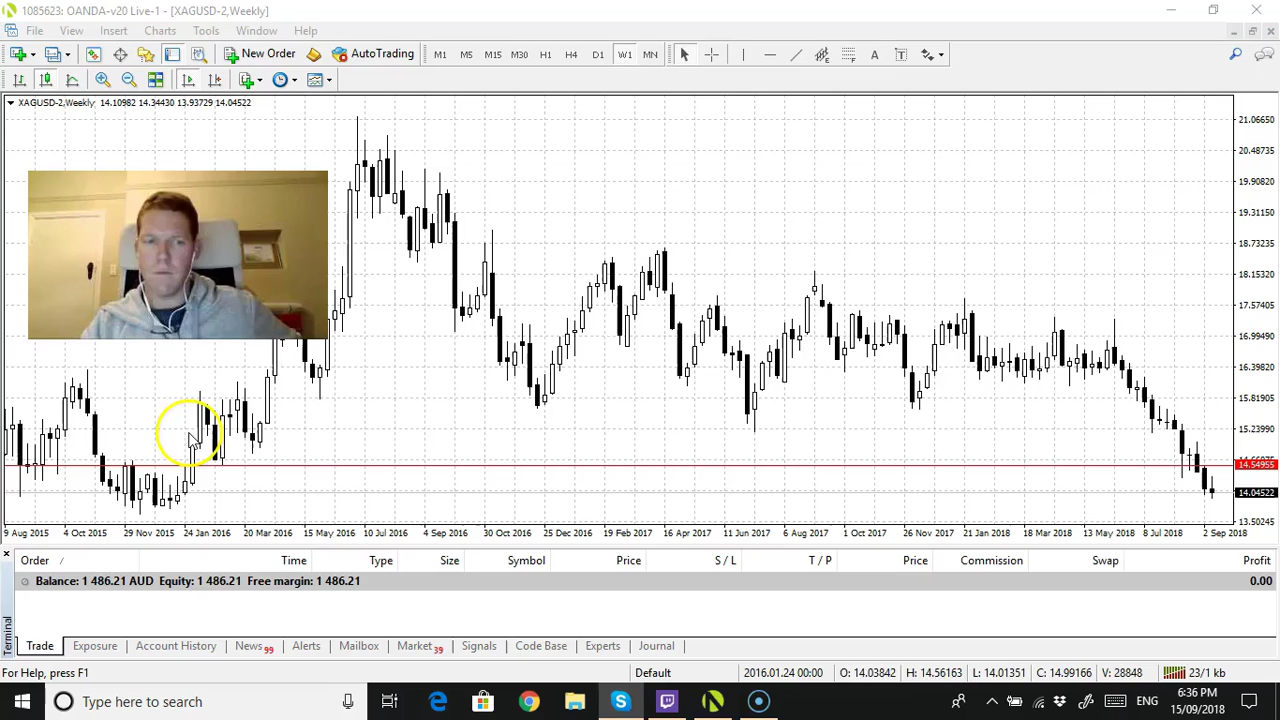 1085623: OANDA-v20 Live-1 - [XAGUSD-2,Weekly]
File View Insert Charts Tools Window Help
New Order AutoTrading M1 M5 M15 M30 H1 H4 D1 W1 MN A T
XAGUSD-2,Weekly 14.10982 14.34430 13.93729 14.04522
21.06650
20.48735
19.90820
19.31150
18.73235
18.15320
17.57405
16.99490
16.39820
15.81905
15.23990
14.54955
14.04522
13.50245
9 Aug 2015 4 Oct 2015 29 Nov 2015 24 Jan 2016 20 Mar 2016 15 May 2016 10 Jul 2016 4 Sep 2016 30 Oct 2016 25 Dec 2016 19 Feb 2017 16 Apr 2017 11 Jun 2017 6 Aug 2017 1 Oct 2017 26 Nov 2017 21 Jan 2018 18 Mar 2018 13 May 2018 8 Jul 2018 2 Sep 2018
Order / Time Type Size Symbol Price S / L T / P Price Commission Swap Profit
Balance: 1 486.21 AUD Equity: 1 486.21 Free margin: 1 486.21 0.00
Terminal
Trade Exposure Account History News 99 Alerts Mailbox Market 39 Signals Code Base Experts Journal
For Help, press F1 Default 2016.01.24 00:00 O: 14.03842 H: 14.56163 L: 14.01351 C: 14.99166 V: 28848 23/1 kb
Type here to search ENG 6:36 PM
15/09/2018